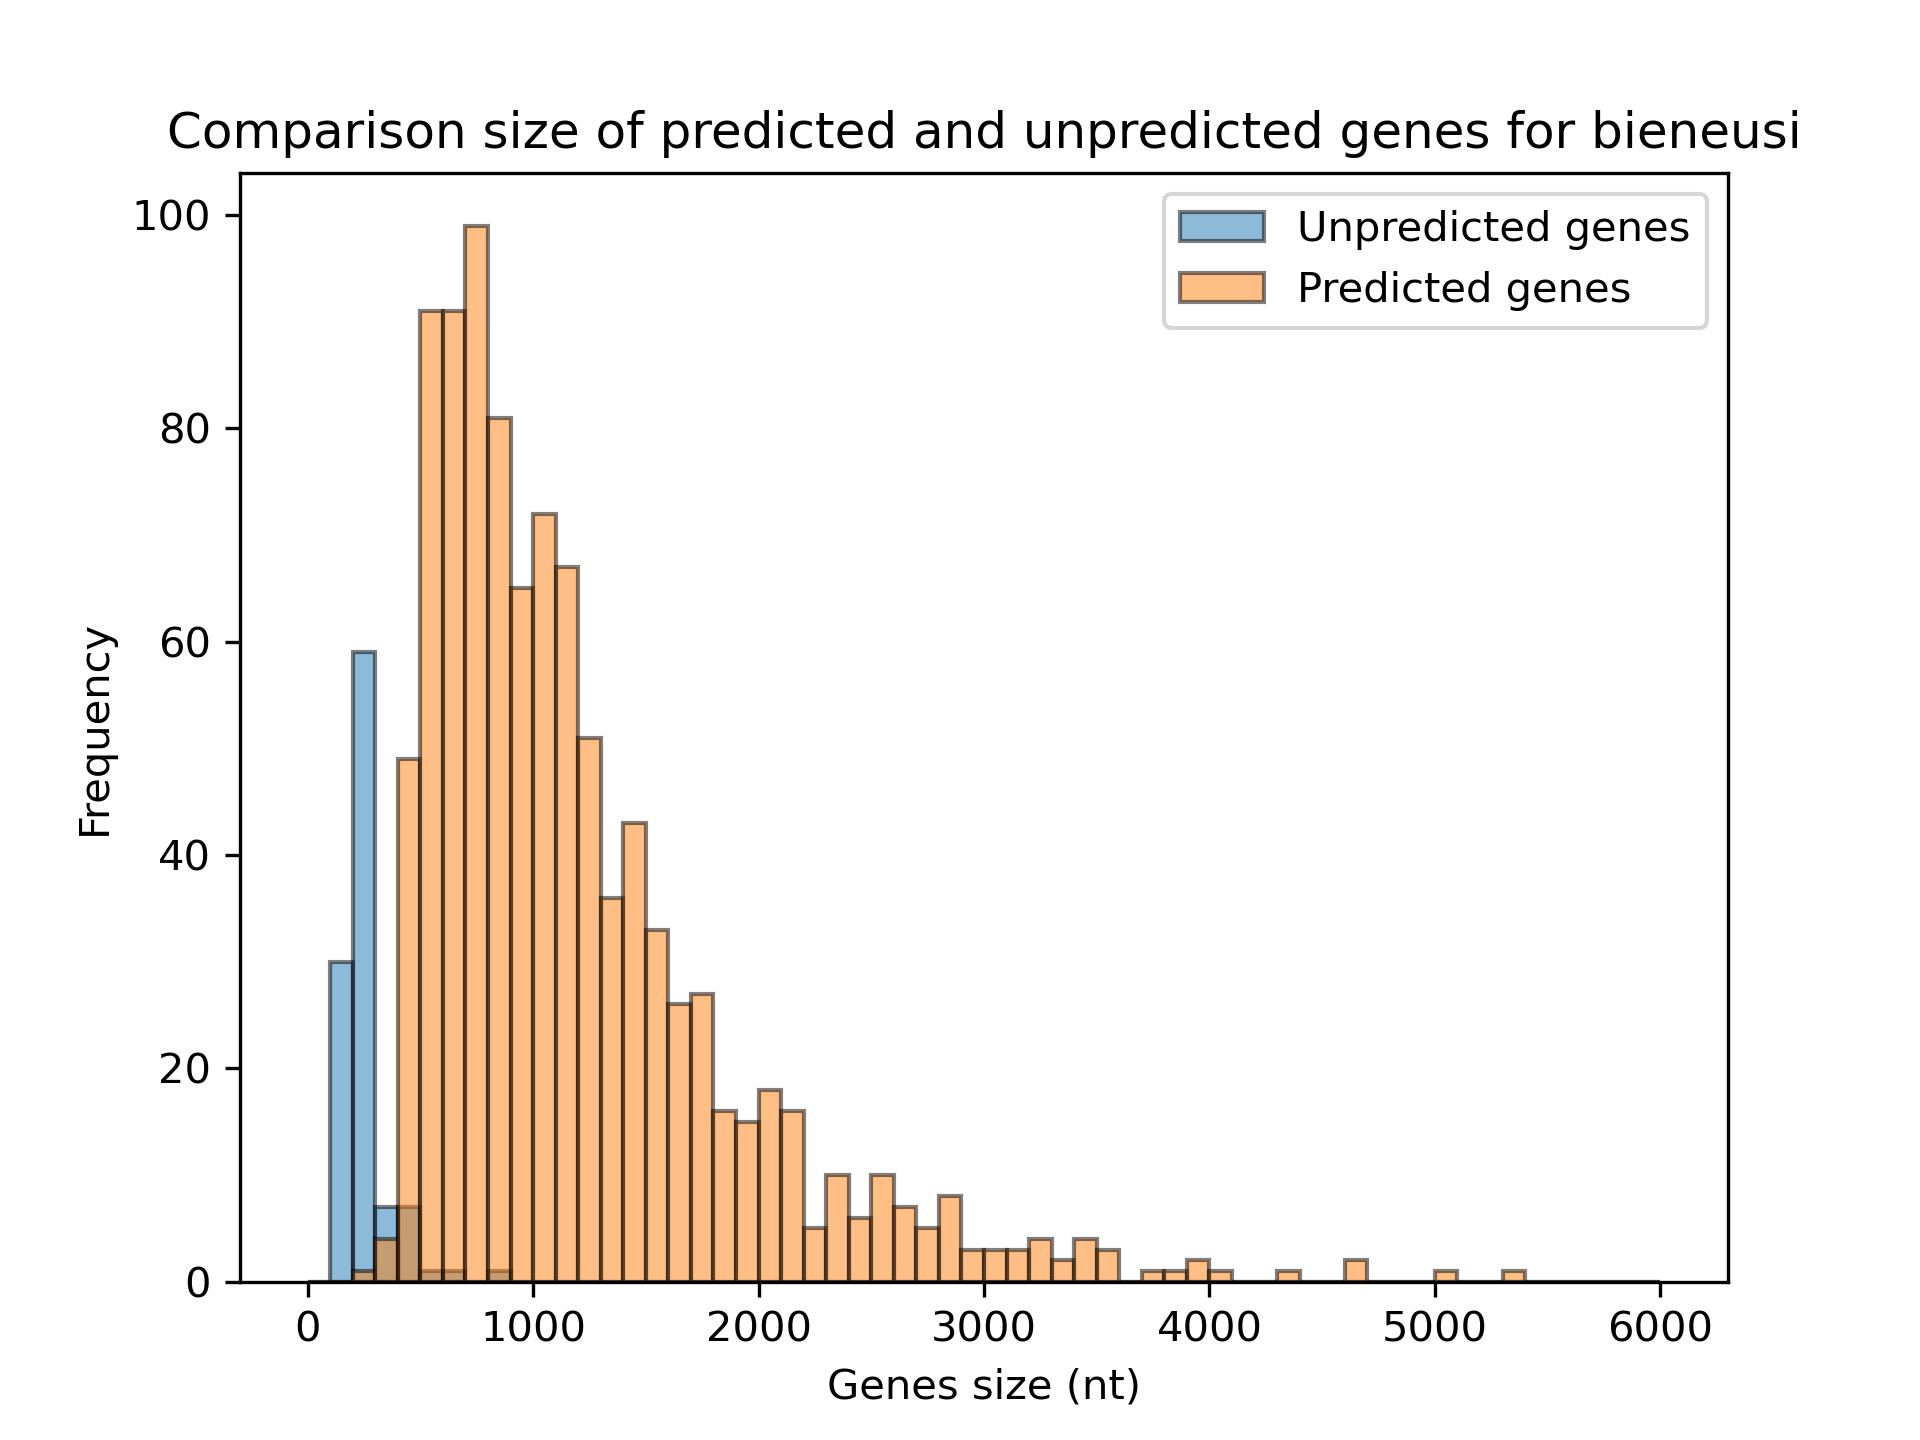 Comparison size of predicted and unpredicted genes for bieneusi
Unpredicted genes
Predicted genes
100
80
60
40
20
0
Frequency
0 1000 2000 3000 4000 5000 6000
Genes size (nt)